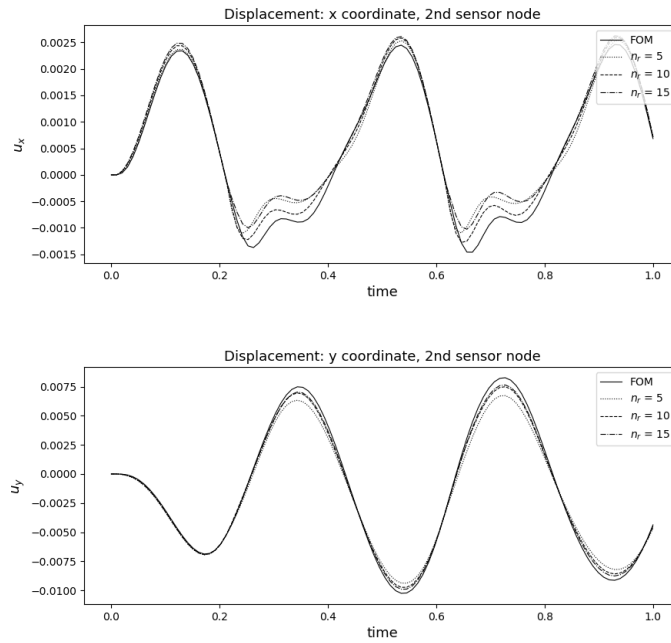 Displacement: x coordinate, 2nd sensor node
0.0025
0.0020
0.0015
0.0010
0.0005
0.0000
−0.0005
−0.0010
−0.0015
u_x
FOM
n_r = 5
n_r = 10
n_r = 15
0.0 0.2 0.4 0.6 0.8 1.0
time
Displacement: y coordinate, 2nd sensor node
0.0075
0.0050
0.0025
0.0000
−0.0025
−0.0050
−0.0075
−0.0100
u_y
FOM
n_r = 5
n_r = 10
n_r = 15
0.0 0.2 0.4 0.6 0.8 1.0
time